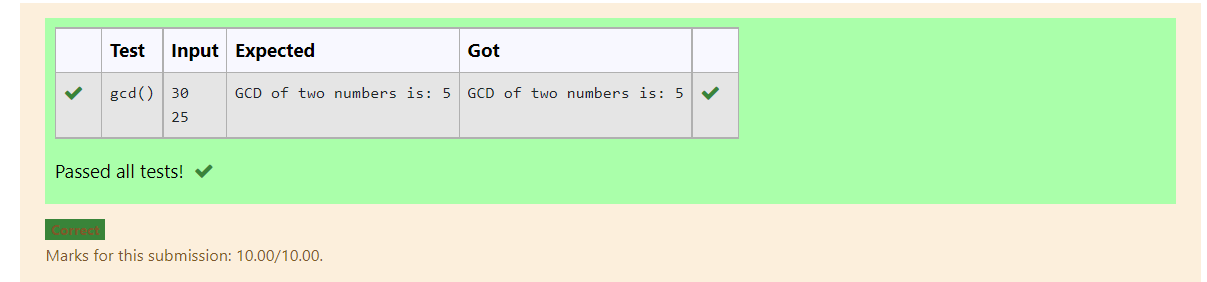 Test Input Expected Got
gcd() 30 GCD of two numbers is: 5 GCD of two numbers is: 5
25
Passed all tests!
Correct
Marks for this submission: 10.00/10.00.